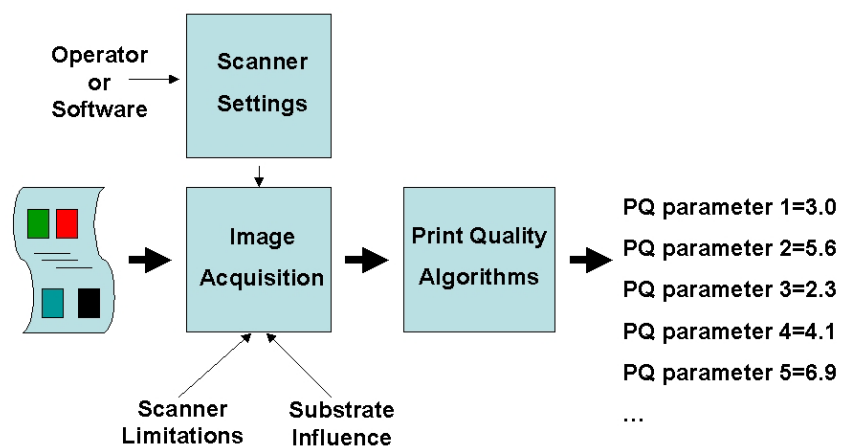 Operator
or
Software
Scanner
Settings
Image
Acquisition
Print Quality
Algorithms
PQ parameter 1=3.0
PQ parameter 2=5.6
PQ parameter 3=2.3
PQ parameter 4=4.1
PQ parameter 5=6.9
...
Scanner
Limitations
Substrate
Influence